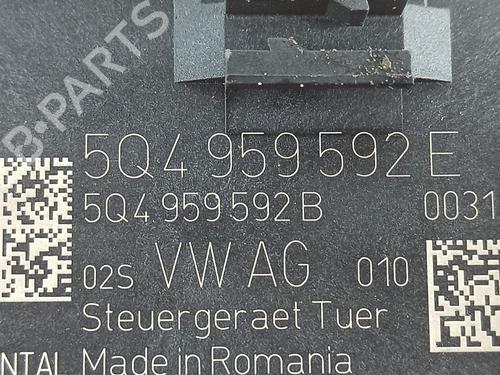 B-PARTS
5Q4 959 592 E
5Q4 959 592 B 0031
02S VW AG 010
Steuergeraet Tuer
NTAL Made in Romania